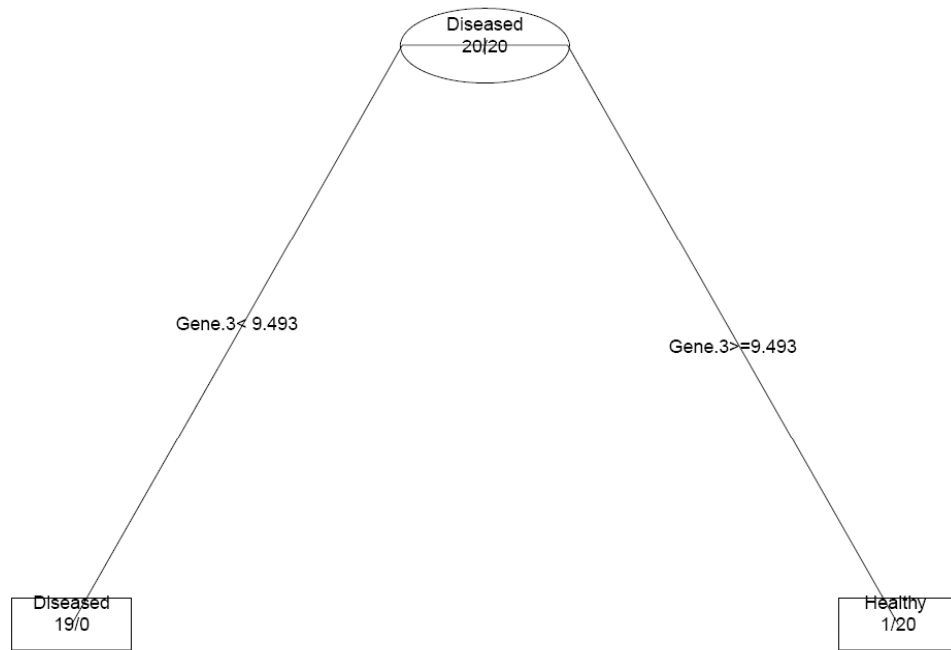 Diseased
20/20
Gene.3< 9.493
Gene.3>=9.493
Diseased
19/0
Healthy
1/20